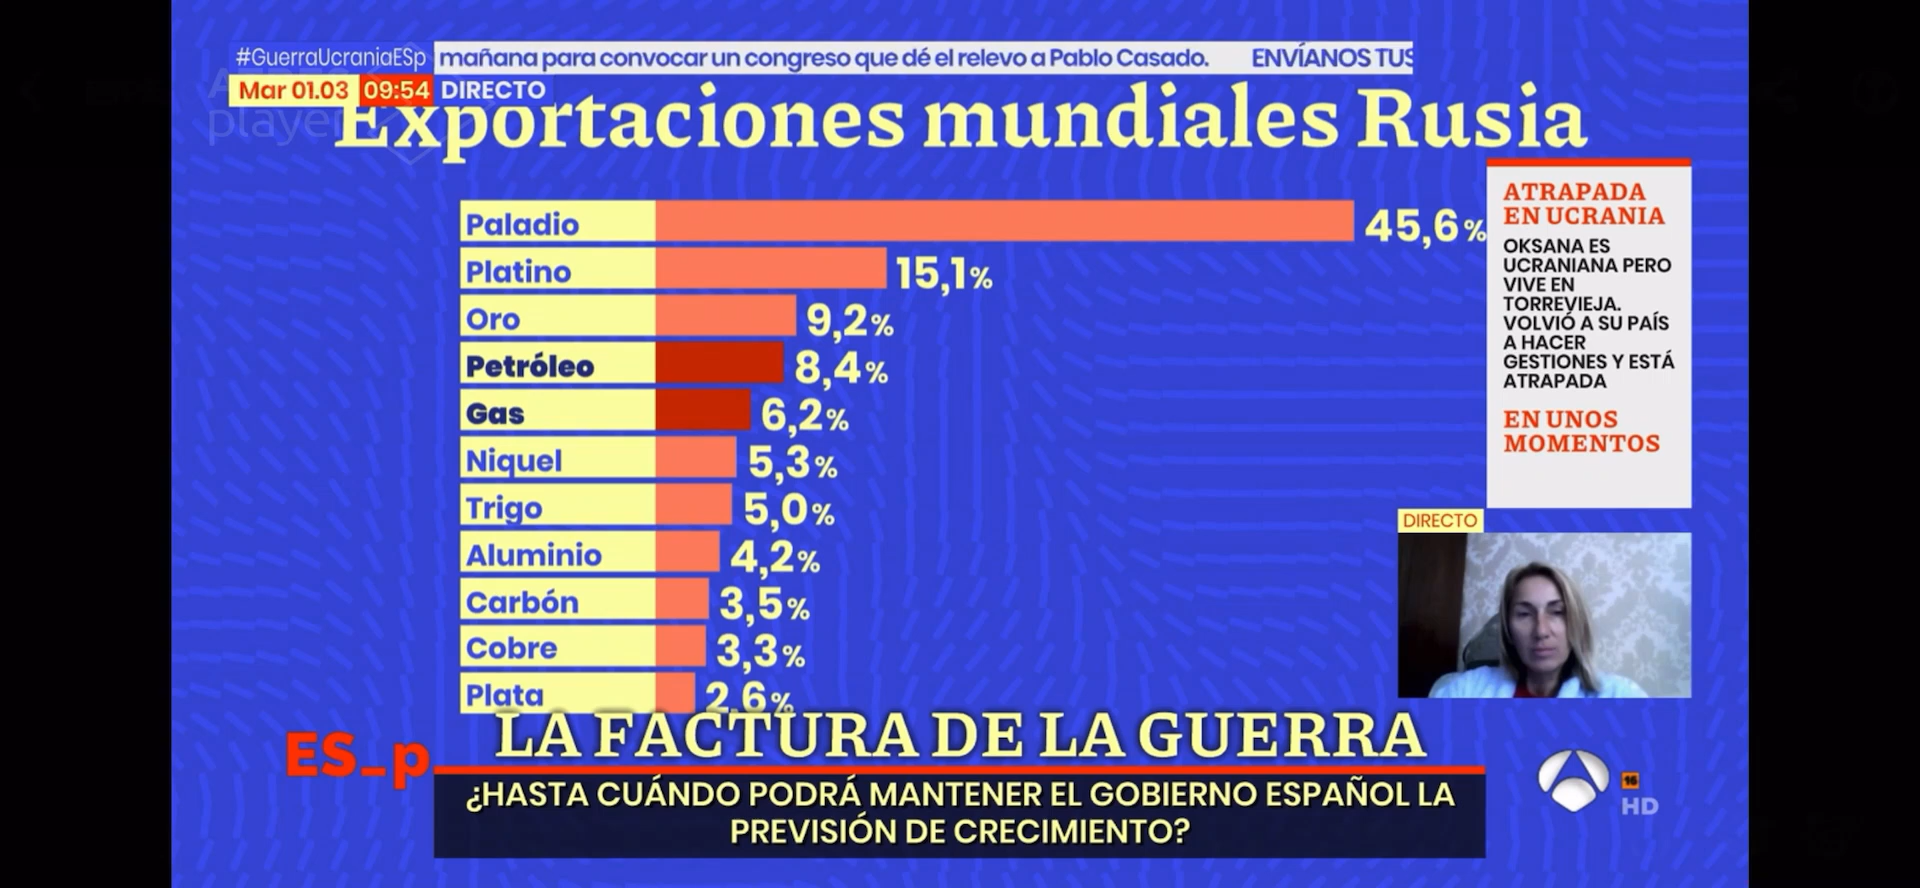 #GuerraUcraniaESp mañana para convocar un congreso que dé el relevo a Pablo Casado. ENVÍANOS TUS
Mar 01.03 09:54 DIRECTO
player
Exportaciones mundiales Rusia
Paladio 45,6%
Platino 15,1%
Oro 9,2%
Petróleo 8,4%
Gas 6,2%
Niquel 5,3%
Trigo 5,0%
Aluminio 4,2%
Carbón 3,5%
Cobre 3,3%
Plata 2,6%
ATRAPADA
EN UCRANIA
OKSANA ES
UCRANIANA PERO
VIVE EN
TORREVIEJA.
VOLVIÓ A SU PAÍS
A HACER
GESTIONES Y ESTÁ
ATRAPADA
EN UNOS
MOMENTOS
DIRECTO
LA FACTURA DE LA GUERRA
ES_p
¿HASTA CUÁNDO PODRÁ MANTENER EL GOBIERNO ESPAÑOL LA
PREVISIÓN DE CRECIMIENTO?
16
HD